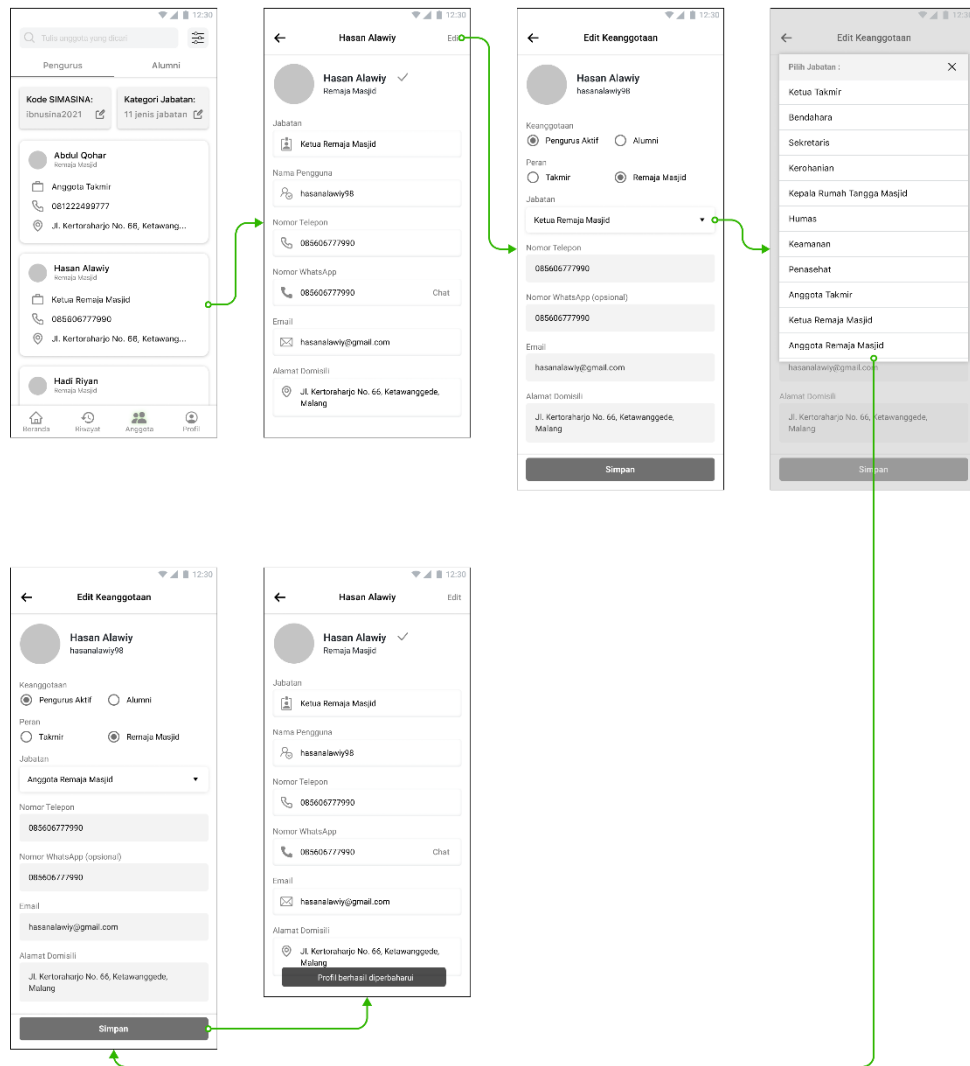 12:30
Tulis anggota yang dicari
Pengurus
Alumni
Kode SIMASINA:
ibnusina2021
Kategori Jabatan:
11 jenis jabatan
Abdul Qohar
Remaja Masjid
Anggota Takmir
081222499777
Jl. Kertoraharjo No. 66, Ketawang...
Hasan Alawiy
Remaja Masjid
Ketua Remaja Masjid
085606777990
Jl. Kertoraharjo No. 66, Ketawang...
Hadi Riyan
Remaja Masjid
Beranda
Riwayat
Anggota
Profil
12:30
Hasan Alawiy
Edit
Hasan Alawiy
Remaja Masjid
Jabatan
Ketua Remaja Masjid
Nama Pengguna
hasanalawiy98
Nomor Telepon
085606777990
Nomor WhatsApp
085606777990
Chat
Email
hasanalawiy@gmail.com
Alamat Domisili
Jl. Kertoraharjo No. 66, Ketawanggede,
Malang
12:30
Edit Keanggotaan
Hasan Alawiy
hasanalawiy98
Keanggotaan
Pengurus Aktif
Alumni
Peran
Takmir
Remaja Masjid
Jabatan
Ketua Remaja Masjid
Nomor Telepon
085606777990
Nomor WhatsApp (opsional)
085606777990
Email
hasanalawiy@gmail.com
Alamat Domisili
Jl. Kertoraharjo No. 66, Ketawanggede,
Malang
Simpan
12:30
Edit Keanggotaan
Pilih Jabatan :
Ketua Takmir
Bendahara
Sekretaris
Kerohanian
Kepala Rumah Tangga Masjid
Humas
Keamanan
Penasehat
Anggota Takmir
Ketua Remaja Masjid
Anggota Remaja Masjid
hasanalawiy@gmail.com
Alamat Domisili
Jl. Kertoraharjo No. 66, Ketawanggede,
Malang
Simpan
12:30
Edit Keanggotaan
Hasan Alawiy
hasanalawiy98
Keanggotaan
Pengurus Aktif
Alumni
Peran
Takmir
Remaja Masjid
Jabatan
Anggota Remaja Masjid
Nomor Telepon
085606777990
Nomor WhatsApp (opsional)
085606777990
Email
hasanalawiy@gmail.com
Alamat Domisili
Jl. Kertoraharjo No. 66, Ketawanggede,
Malang
Simpan
12:30
Hasan Alawiy
Edit
Hasan Alawiy
Remaja Masjid
Jabatan
Ketua Remaja Masjid
Nama Pengguna
hasanalawiy98
Nomor Telepon
085606777990
Nomor WhatsApp
085606777990
Chat
Email
hasanalawiy@gmail.com
Alamat Domisili
Jl. Kertoraharjo No. 66, Ketawanggede,
Malang
Profil berhasil diperbaharui